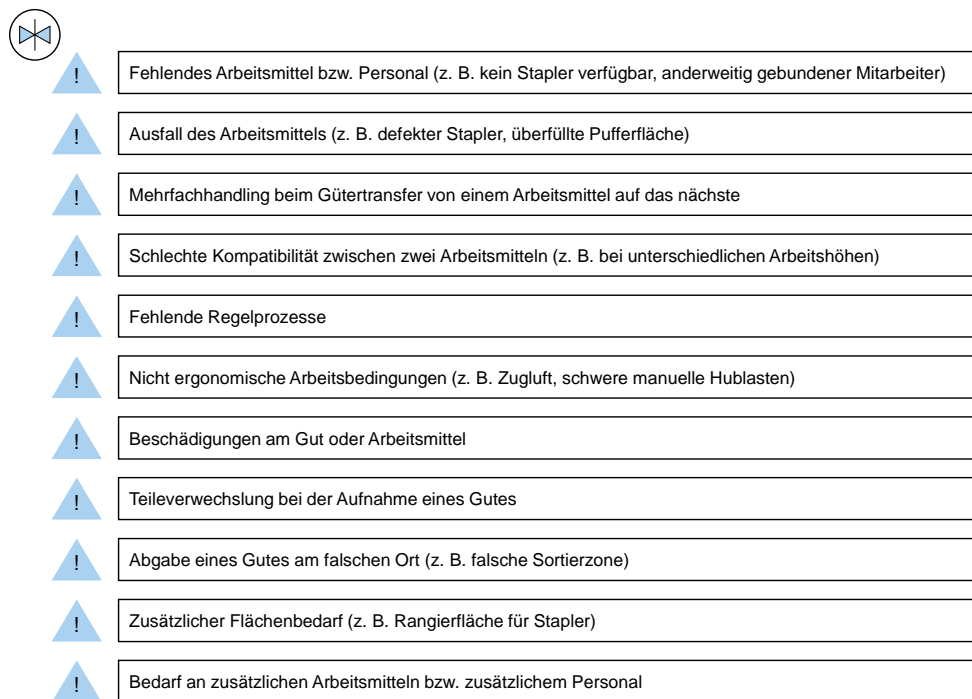 ! Fehlendes Arbeitsmittel bzw. Personal (z. B. kein Stapler verfügbar, anderweitig gebundener Mitarbeiter)
! Ausfall des Arbeitsmittels (z. B. defekter Stapler, überfüllte Pufferfläche)
! Mehrfachhandling beim Gütertransfer von einem Arbeitsmittel auf das nächste
! Schlechte Kompatibilität zwischen zwei Arbeitsmitteln (z. B. bei unterschiedlichen Arbeitshöhen)
! Fehlende Regelprozesse
! Nicht ergonomische Arbeitsbedingungen (z. B. Zugluft, schwere manuelle Hublasten)
! Beschädigungen am Gut oder Arbeitsmittel
! Teileverwechslung bei der Aufnahme eines Gutes
! Abgabe eines Gutes am falschen Ort (z. B. falsche Sortierzone)
! Zusätzlicher Flächenbedarf (z. B. Rangierfläche für Stapler)
! Bedarf an zusätzlichen Arbeitsmitteln bzw. zusätzlichem Personal